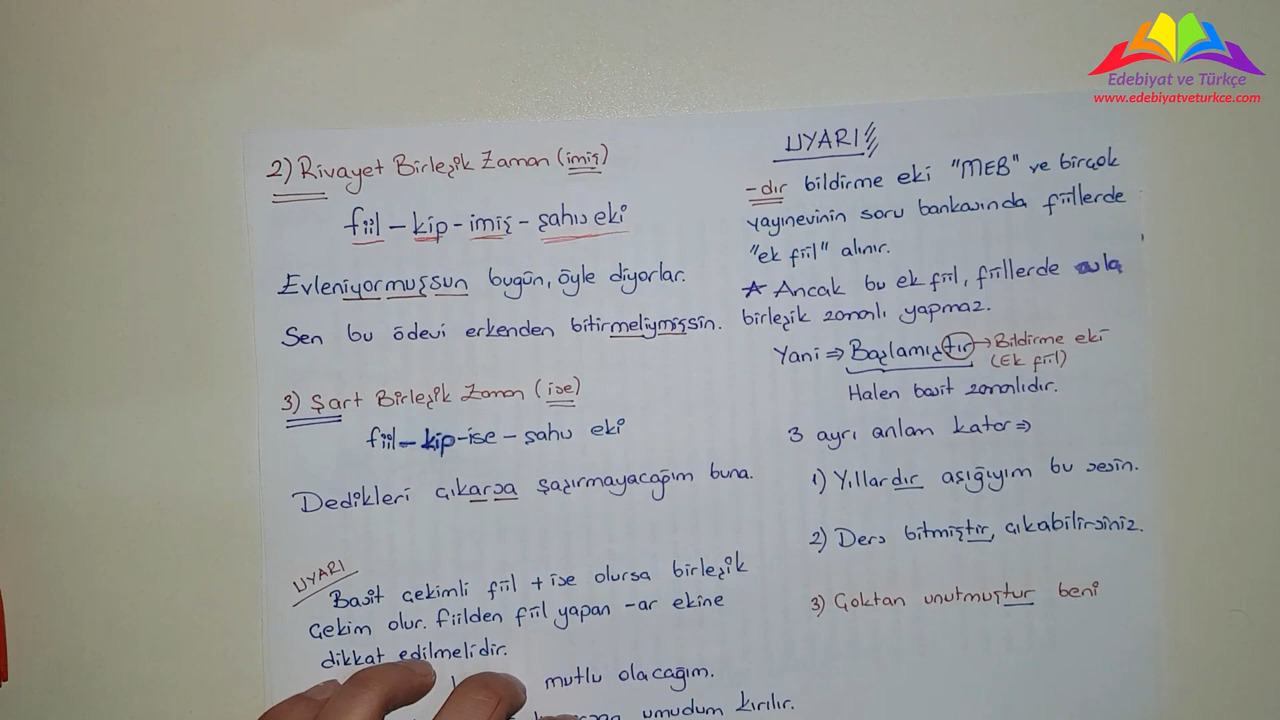 Edebiyat ve Türkçe
www.edebiyatveturkce.com
2) Rivayet Birleşik Zaman (imiş)
fiil - kip - imiş - şahıs eki
Evleniyormuşsun bugün, öyle diyorlar.
Sen bu ödevi erkenden bitirmeliymişsin.
3) Şart Birleşik Zaman (ise)
fiil - kip - ise - şahıs eki
Dedikleri çıkarsa şaşırmayacağım buna.
UYARI
Basit çekimli fiil + ise olursa birleşik
çekim olur. Fiilden fiil yapan -ar ekine
dikkat edilmelidir.
mutlu olacağım.
umudum kırılır.
UYARI
-dır bildirme eki "MEB" ve birçok
yayınevinin soru bankasında fiillerde
"ek fiil" alınır.
★ Ancak bu ek fiil, fiillerde asla
birleşik zamanlı yapmaz.
Yani ⇒ Başlamıştır → Bildirme eki
(Ek fiil)
Halen basit zamanlıdır.
3 ayrı anlam katar ⇒
1) Yıllardır aşığıyım bu sesin.
2) Ders bitmiştir, çıkabilirsiniz.
3) Çoktan unutmuştur beni